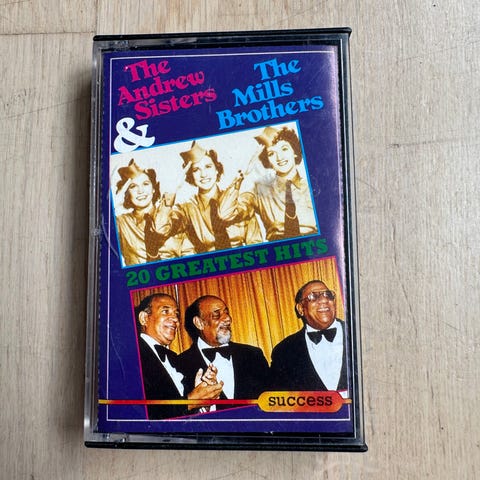 The
Andrew
Sisters
&
The
Mills
Brothers
20 GREATEST HITS
success